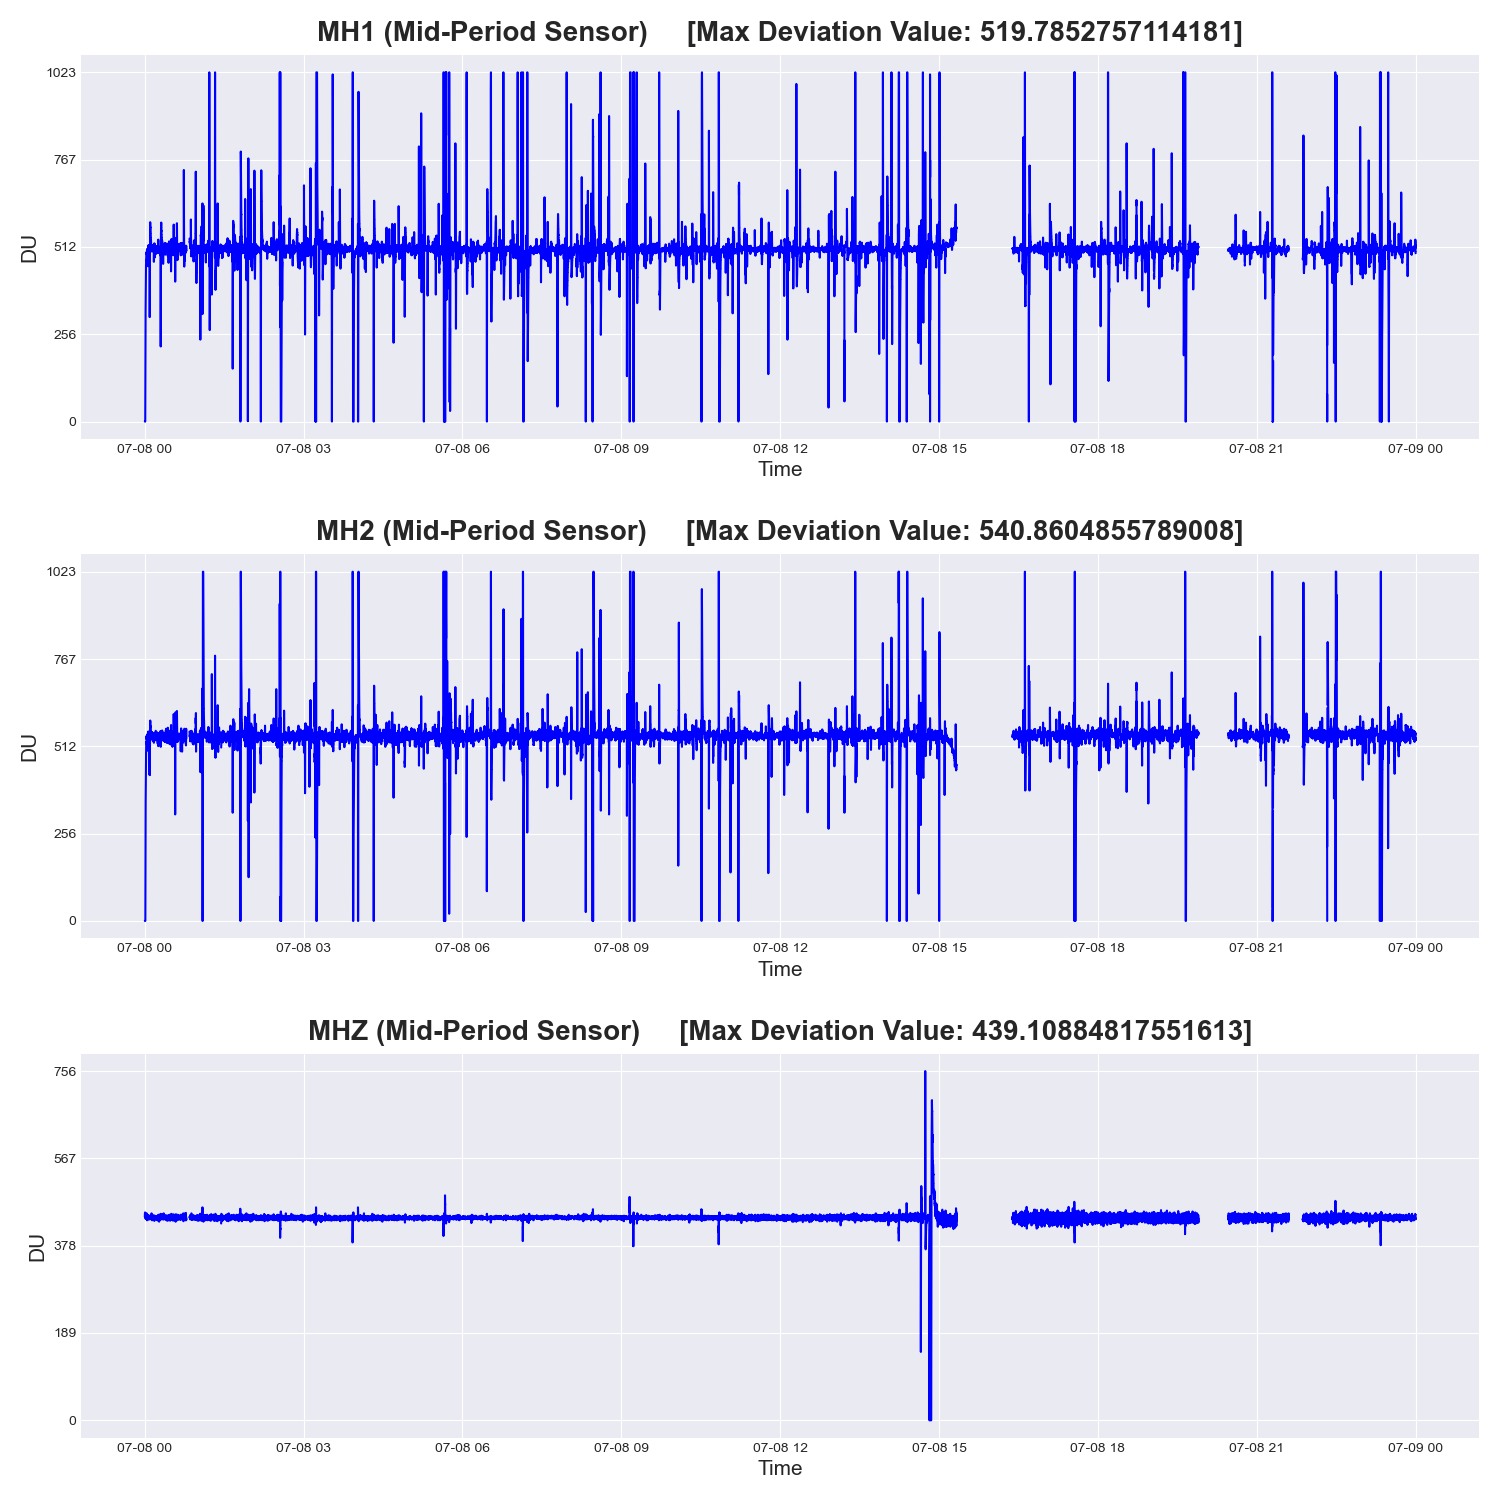 MH1 (Mid-Period Sensor) [Max Deviation Value: 519.7852757114181]
1023
767
512
256
0
DU
07-08 00 07-08 03 07-08 06 07-08 09 07-08 12 07-08 15 07-08 18 07-08 21 07-09 00
Time
MH2 (Mid-Period Sensor) [Max Deviation Value: 540.8604855789008]
1023
767
512
256
0
DU
07-08 00 07-08 03 07-08 06 07-08 09 07-08 12 07-08 15 07-08 18 07-08 21 07-09 00
Time
MHZ (Mid-Period Sensor) [Max Deviation Value: 439.10884817551613]
756
567
378
189
0
DU
07-08 00 07-08 03 07-08 06 07-08 09 07-08 12 07-08 15 07-08 18 07-08 21 07-09 00
Time